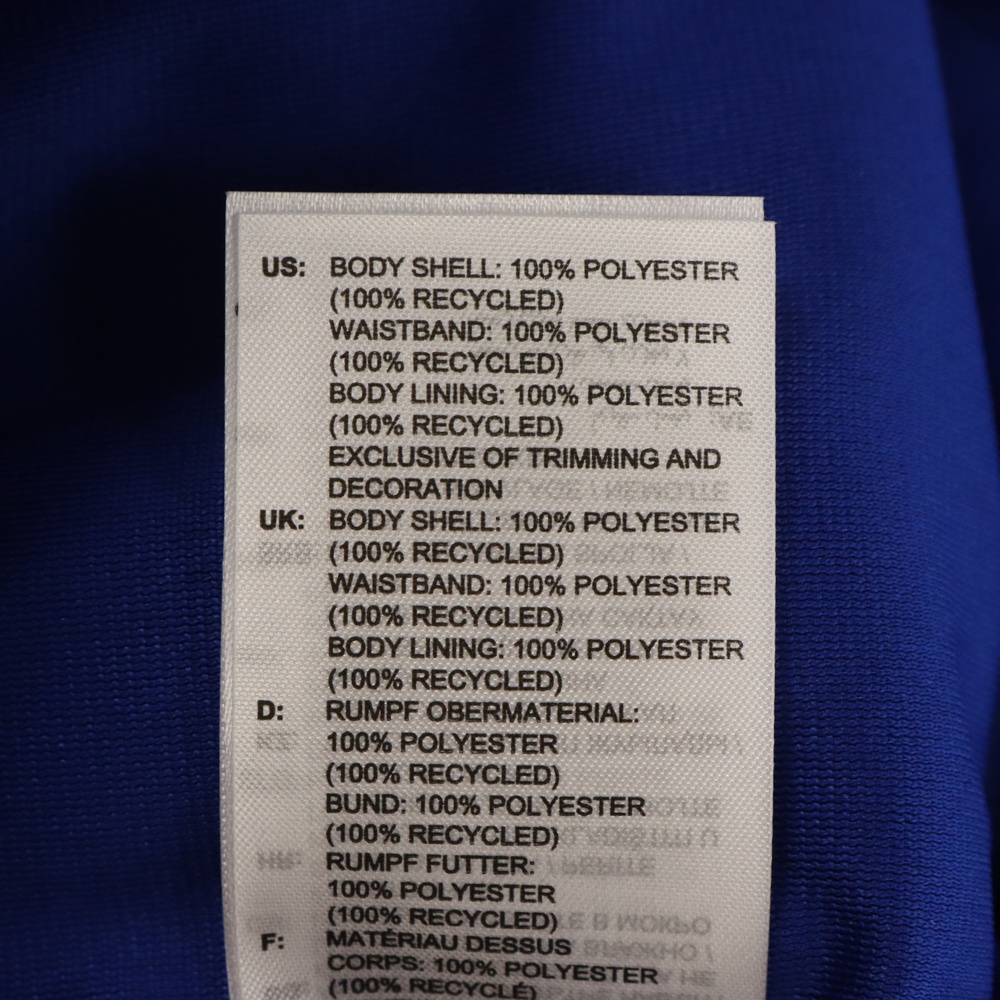 US: BODY SHELL: 100% POLYESTER
(100% RECYCLED)
WAISTBAND: 100% POLYESTER
(100% RECYCLED)
BODY LINING: 100% POLYESTER
(100% RECYCLED)
EXCLUSIVE OF TRIMMING AND
DECORATION
UK: BODY SHELL: 100% POLYESTER
(100% RECYCLED)
WAISTBAND: 100% POLYESTER
(100% RECYCLED)
BODY LINING: 100% POLYESTER
(100% RECYCLED)
D: RUMPF OBERMATERIAL:
100% POLYESTER
(100% RECYCLED)
BUND: 100% POLYESTER
(100% RECYCLED)
RUMPF FUTTER:
100% POLYESTER
(100% RECYCLED)
F: MATÉRIAU DESSUS
CORPS: 100% POLYESTER
(100% RECYCLÉ)